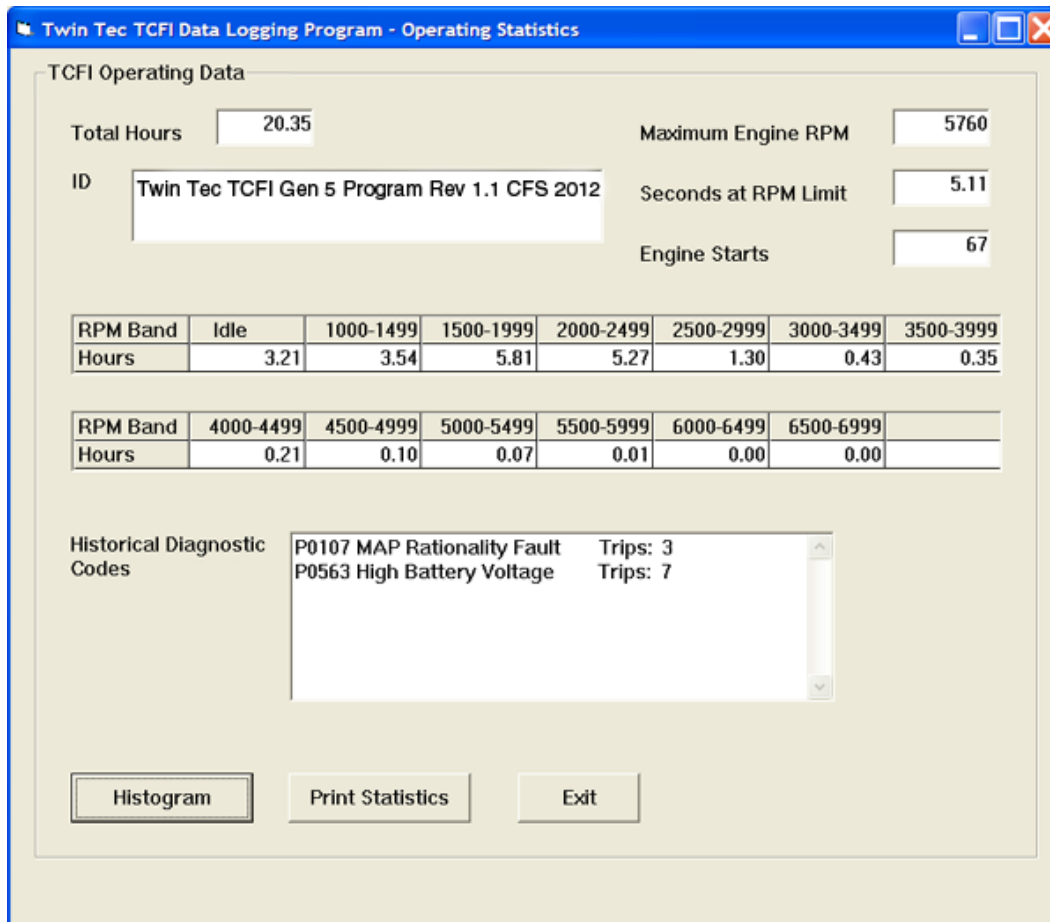 Twin Tec TCFI Data Logging Program - Operating Statistics
TCFI Operating Data
Total Hours 20.35
Maximum Engine RPM 5760
ID Twin Tec TCFI Gen 5 Program Rev 1.1 CFS 2012
Seconds at RPM Limit 5.11
Engine Starts 67
RPM Band Idle 1000-1499 1500-1999 2000-2499 2500-2999 3000-3499 3500-3999
Hours 3.21 3.54 5.81 5.27 1.30 0.43 0.35
RPM Band 4000-4499 4500-4999 5000-5499 5500-5999 6000-6499 6500-6999
Hours 0.21 0.10 0.07 0.01 0.00 0.00
Historical Diagnostic
Codes
P0107 MAP Rationality Fault Trips: 3
P0563 High Battery Voltage Trips: 7
Histogram Print Statistics Exit